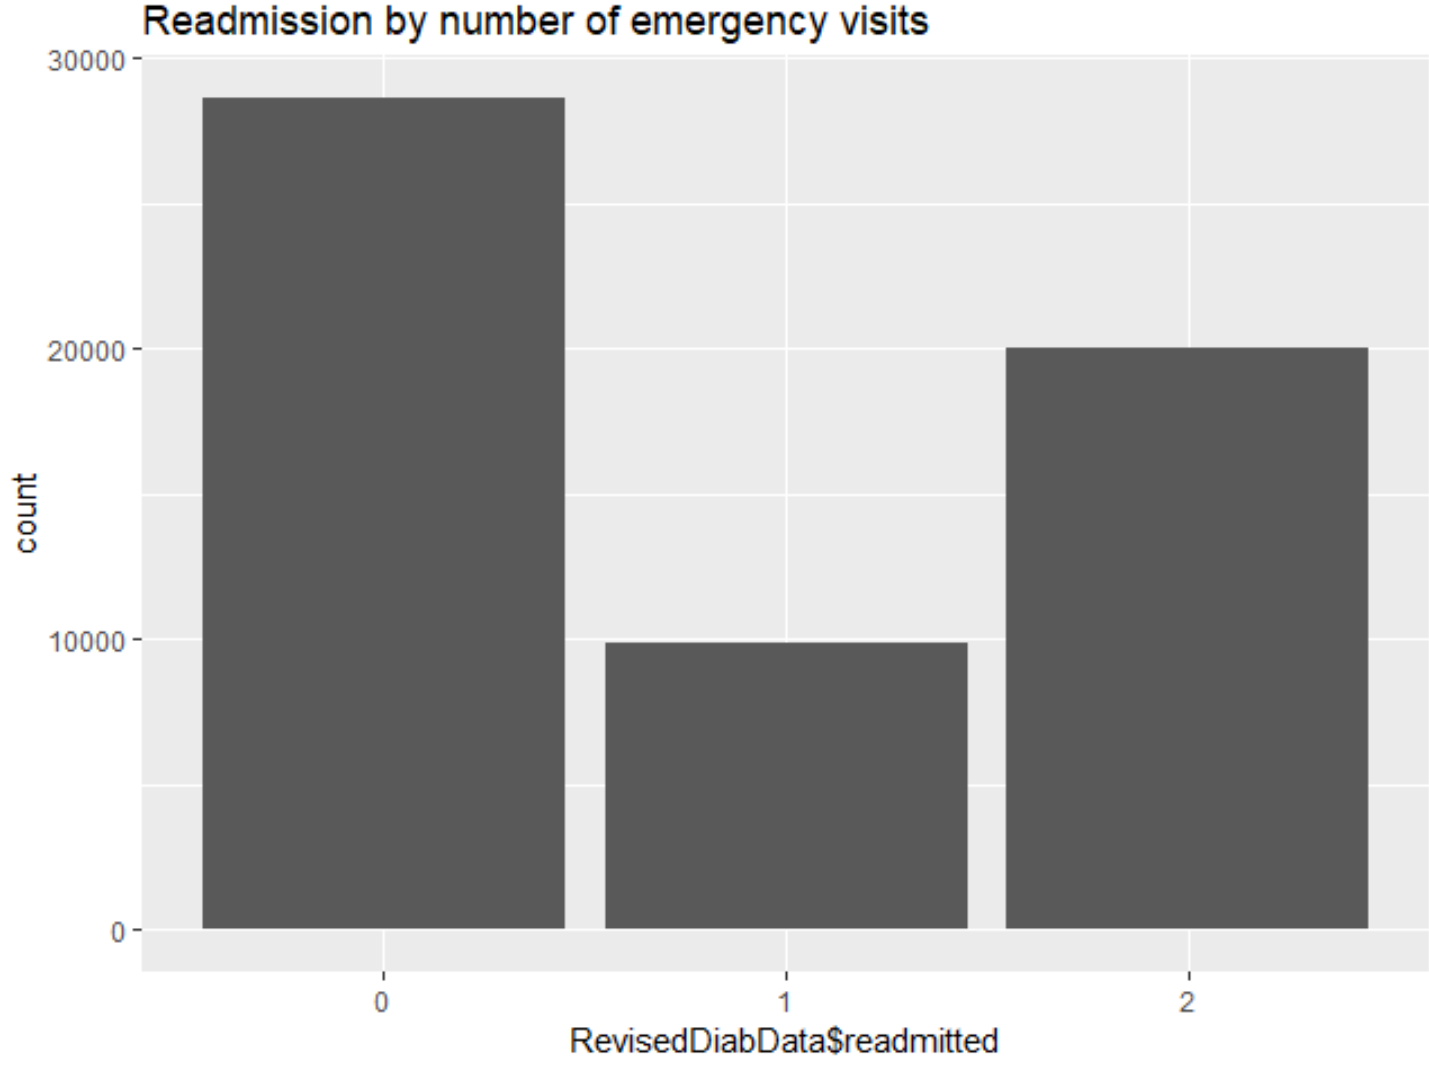 Readmission by number of emergency visits
30000
20000
10000
0
count
0 1 2
RevisedDiabData$readmitted